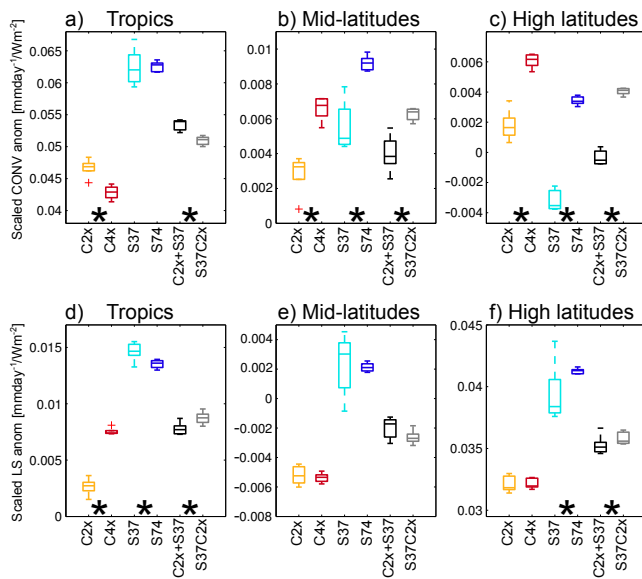 a) Tropics
b) Mid-latitudes
c) High latitudes
Scaled CONV anom [mmday⁻¹/Wm⁻²]
0.065
0.06
0.055
0.05
0.045
0.04
0.01
0.008
0.006
0.004
0.002
0
0.006
0.004
0.002
0
−0.002
−0.004
* * * * * * * *
C2x C4x S37 S74 C2x+S37 S37C2x
C2x C4x S37 S74 C2x+S37 S37C2x
C2x C4x S37 S74 C2x+S37 S37C2x
d) Tropics
e) Mid-latitudes
f) High latitudes
Scaled LS anom [mmday⁻¹/Wm⁻²]
0.015
0.01
0.005
0
0.004
0.002
0
−0.002
−0.004
−0.006
−0.008
0.045
0.04
0.035
0.03
* * * * *
C2x C4x S37 S74 C2x+S37 S37C2x
C2x C4x S37 S74 C2x+S37 S37C2x
C2x C4x S37 S74 C2x+S37 S37C2x